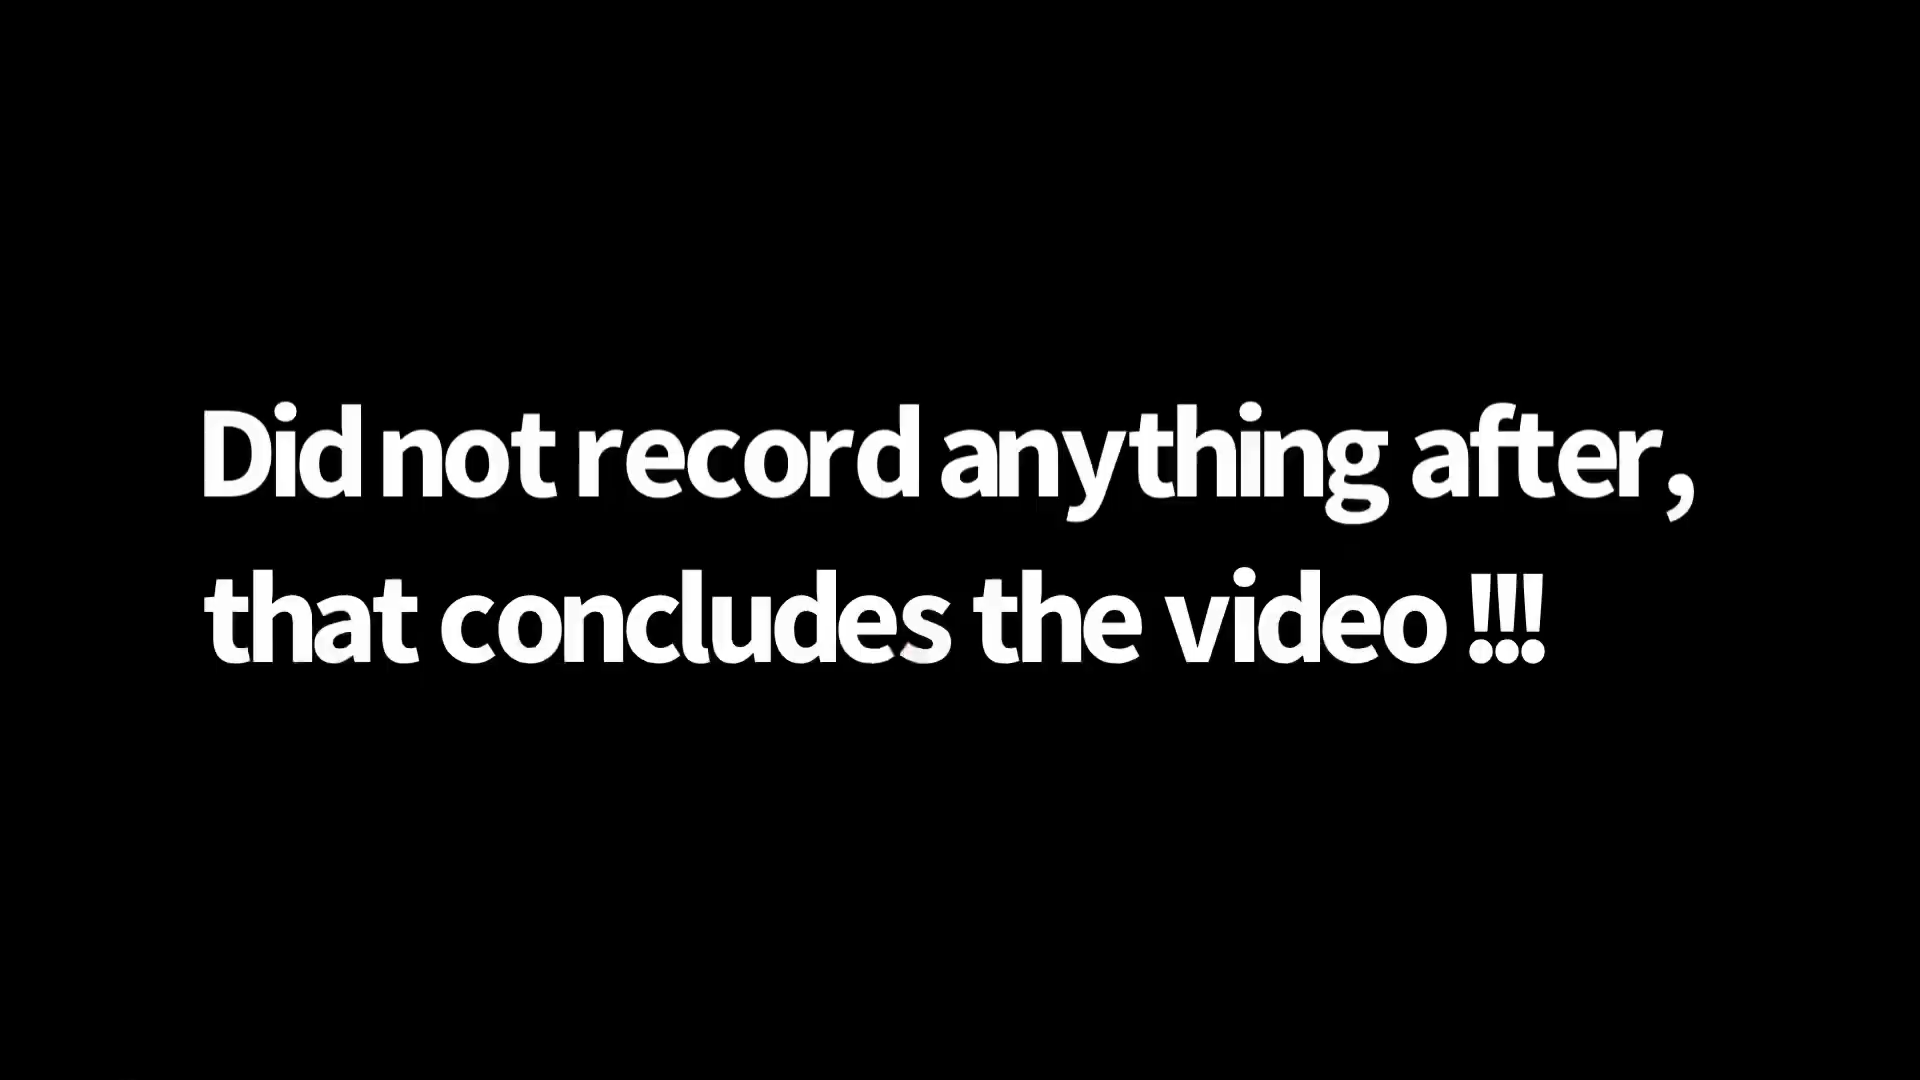 Did not record anything after,
that concludes the video !!!